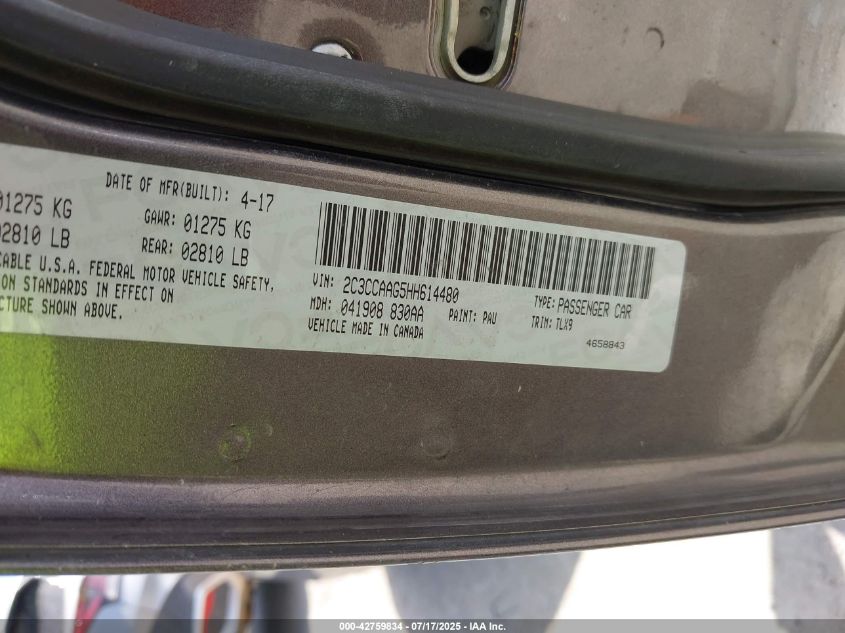 DATE OF MFR(BUILT): 4-17
01275 KG GAWR: 01275 KG
02810 LB REAR: 02810 LB
U.S.A. FEDERAL MOTOR VEHICLE SAFETY,
ON STANDARDS IN EFFECT ON
SHOWN ABOVE.
VIN: 2C3CCAAG5HH614480 TYPE: PASSENGER CAR
MDH: 041908 830AA PAINT: PAU TRIM: TLX9
VEHICLE MADE IN CANADA
4658843
000-42759834 - 07/17/2025 - IAA Inc.